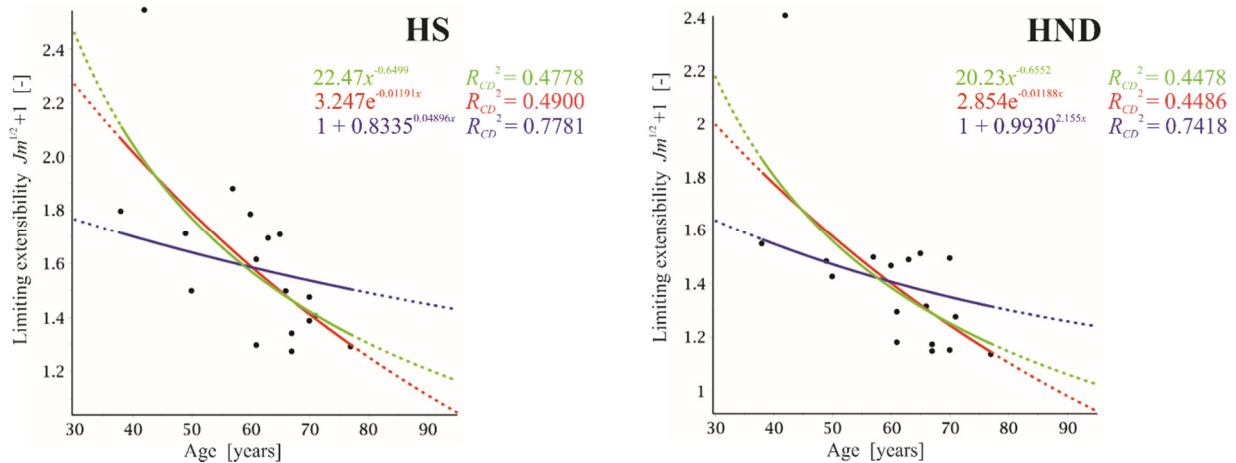 HS
22.47x^-0.6499 R_CD^2 = 0.4778
3.247e^-0.01191x R_CD^2 = 0.4900
1 + 0.8335^0.04896x R_CD^2 = 0.7781
Limiting extensibility Jm^1/2+1 [-]
2.4
2.2
2.0
1.8
1.6
1.4
1.2
30 40 50 60 70 80 90
Age [years]
HND
20.23x^-0.6552 R_CD^2 = 0.4478
2.854e^-0.01188x R_CD^2 = 0.4486
1 + 0.9930^2.155x R_CD^2 = 0.7418
Limiting extensibility Jm^1/2+1 [-]
2.4
2.2
2
1.8
1.6
1.4
1.2
1
30 40 50 60 70 80 90
Age [years]